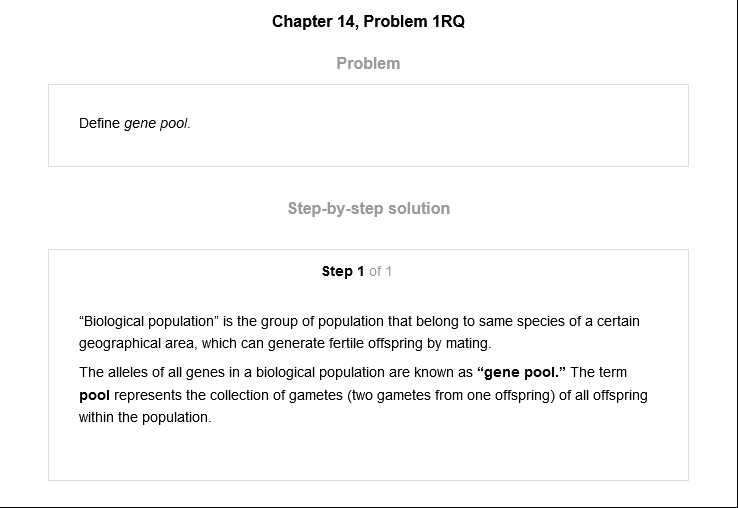 Chapter 14, Problem 1RQ
Problem
Define gene pool.
Step-by-step solution
Step 1 of 1
“Biological population” is the group of population that belong to same species of a certain
geographical area, which can generate fertile offspring by mating.
The alleles of all genes in a biological population are known as “gene pool.” The term
pool represents the collection of gametes (two gametes from one offspring) of all offspring
within the population.